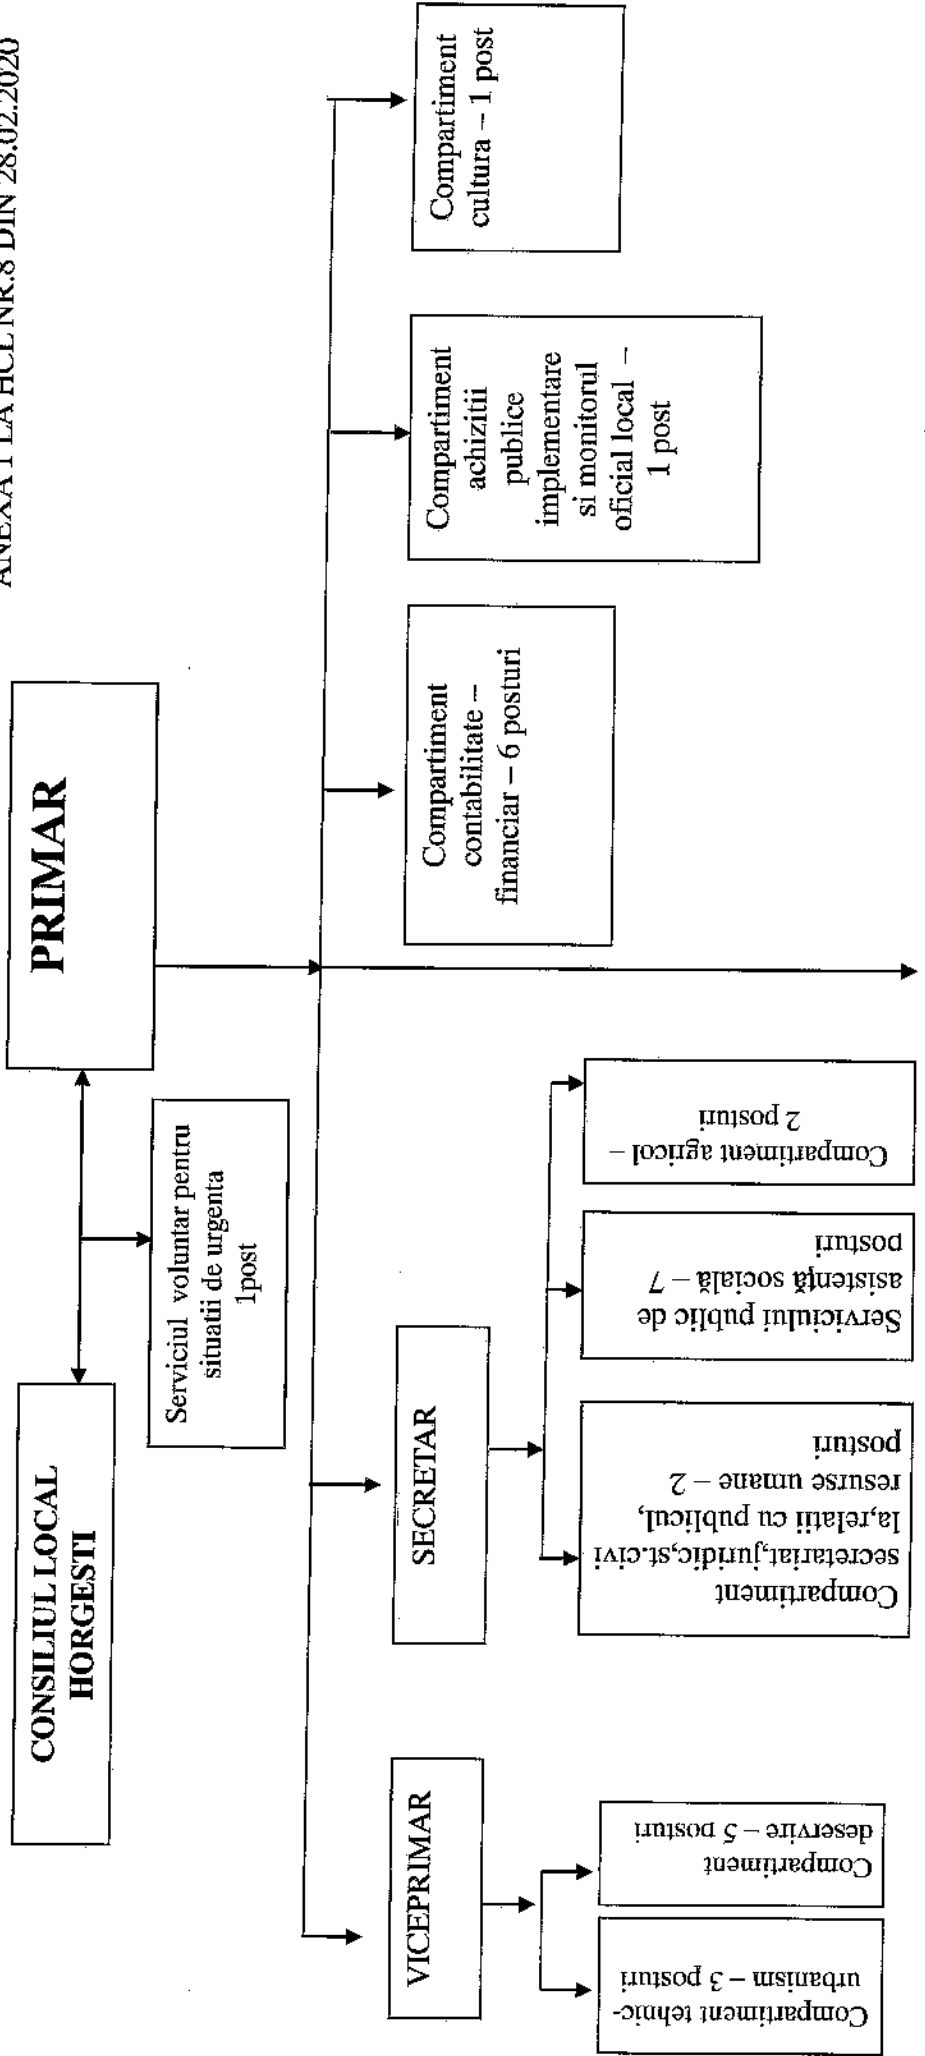 ANEXA 1 LA HCL NR.8 DIN 28.02.2020
PRIMAR
CONSILIUL LOCAL
HORGESTI
Serviciul voluntar pentru
situatii de urgenta
1post
VICEPRIMAR
SECRETAR
Compartiment
contabilitate –
financiar – 6 posturi
Compartiment
achizitii
publice
implementare
si monitorul
oficial local –
1 post
Compartiment
cultura – 1 post
Compartiment tehnic-
urbanism – 3 posturi
Compartiment
deservire – 5 posturi
Compartiment
secretariat,juridic,st.civi
la,relatii cu publicul,
resurse umane – 2
posturi
Serviciului public de
asistenţă socială – 7
posturi
Compartiment agricol –
2 posturi